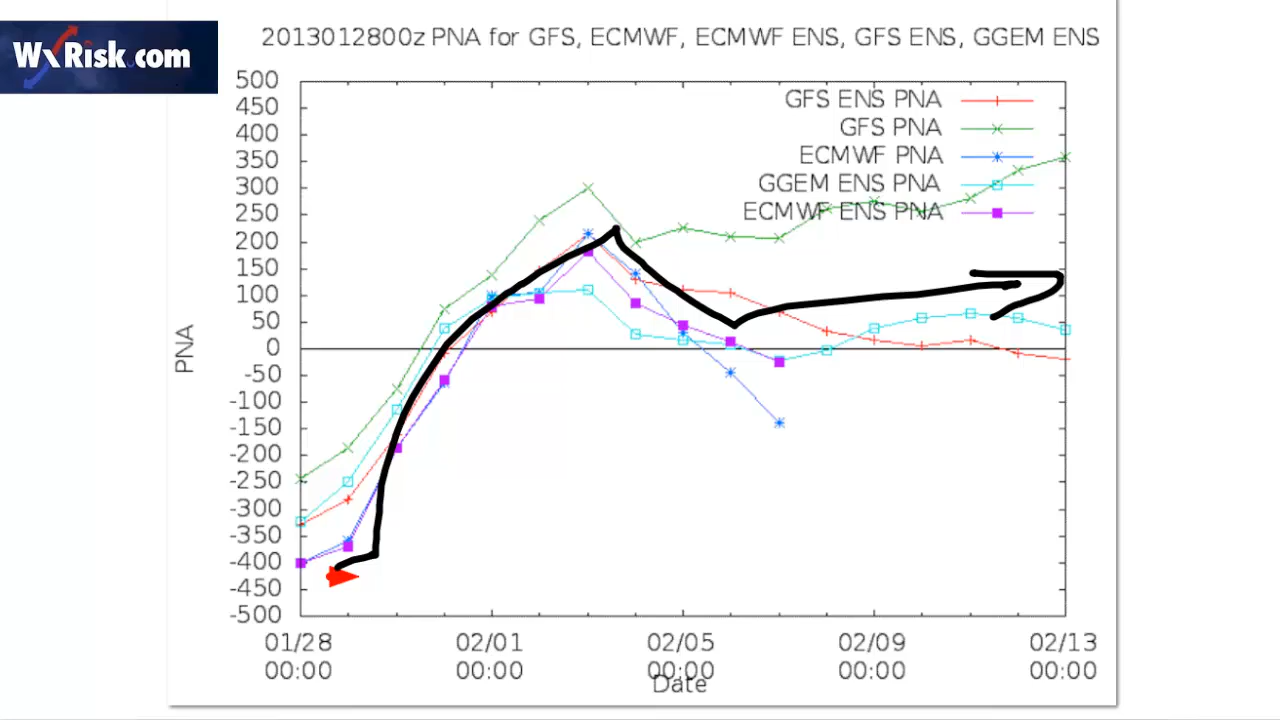 WxRisk.com
2013012800z PNA for GFS, ECMWF, ECMWF ENS, GFS ENS, GGEM ENS
500
450
400
350
300
250
200
150
100
50
0
-50
-100
-150
-200
-250
-300
-350
-400
-450
-500
PNA
GFS ENS PNA
GFS PNA
ECMWF PNA
GGEM ENS PNA
ECMWF ENS PNA
01/28 02/01 02/05 02/09 02/13
00:00 00:00 00:00 00:00 00:00
Date